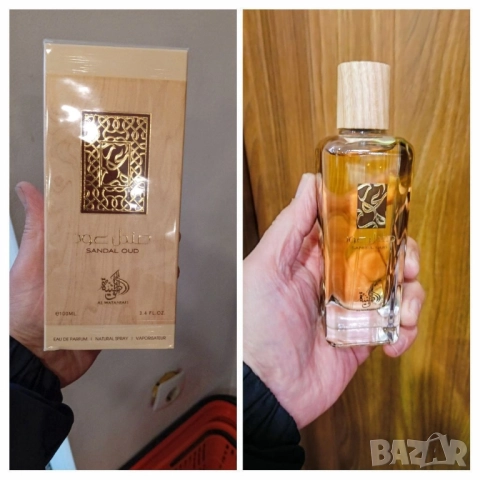 صندل عود
SANDAL OUD
AL WATANIAH
℮100ML 3.4 FL.OZ
EAU DE PARFUM | NATURAL SPRAY | VAPORISATEUR
BAZAR